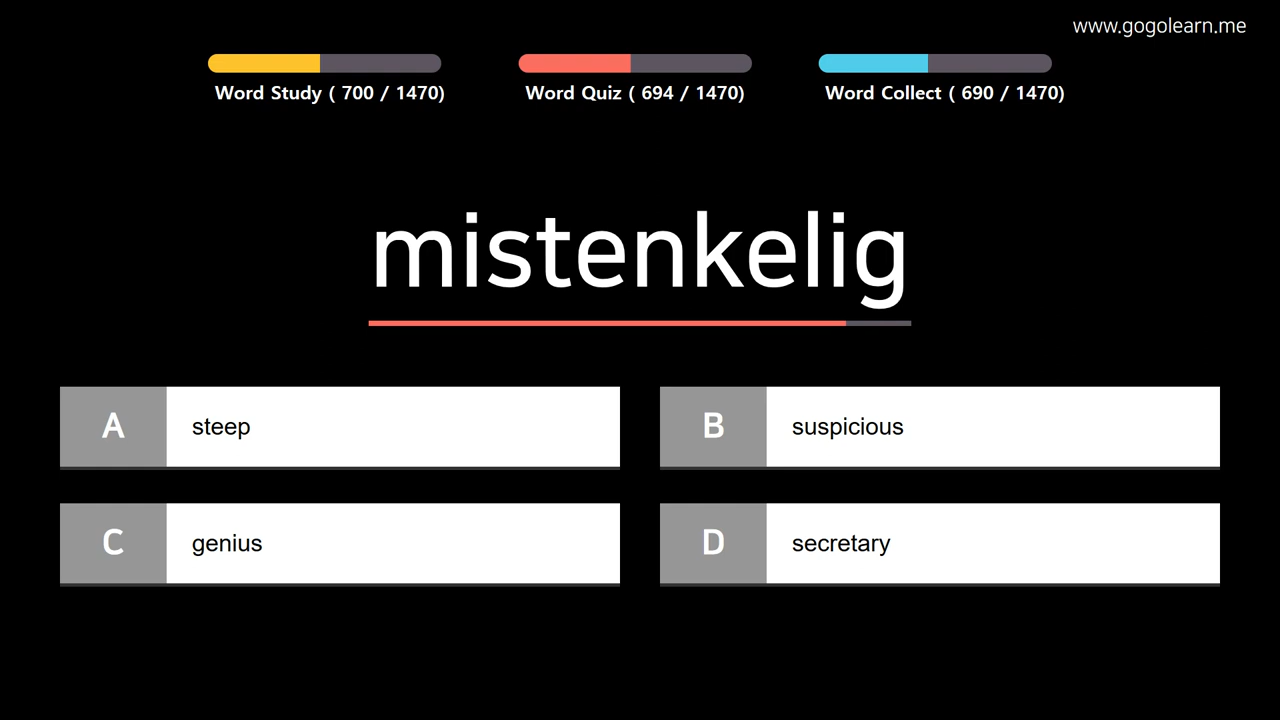 www.gogolearn.me
Word Study ( 700 / 1470)
Word Quiz ( 694 / 1470)
Word Collect ( 690 / 1470)
mistenkelig
A steep
B suspicious
C genius
D secretary